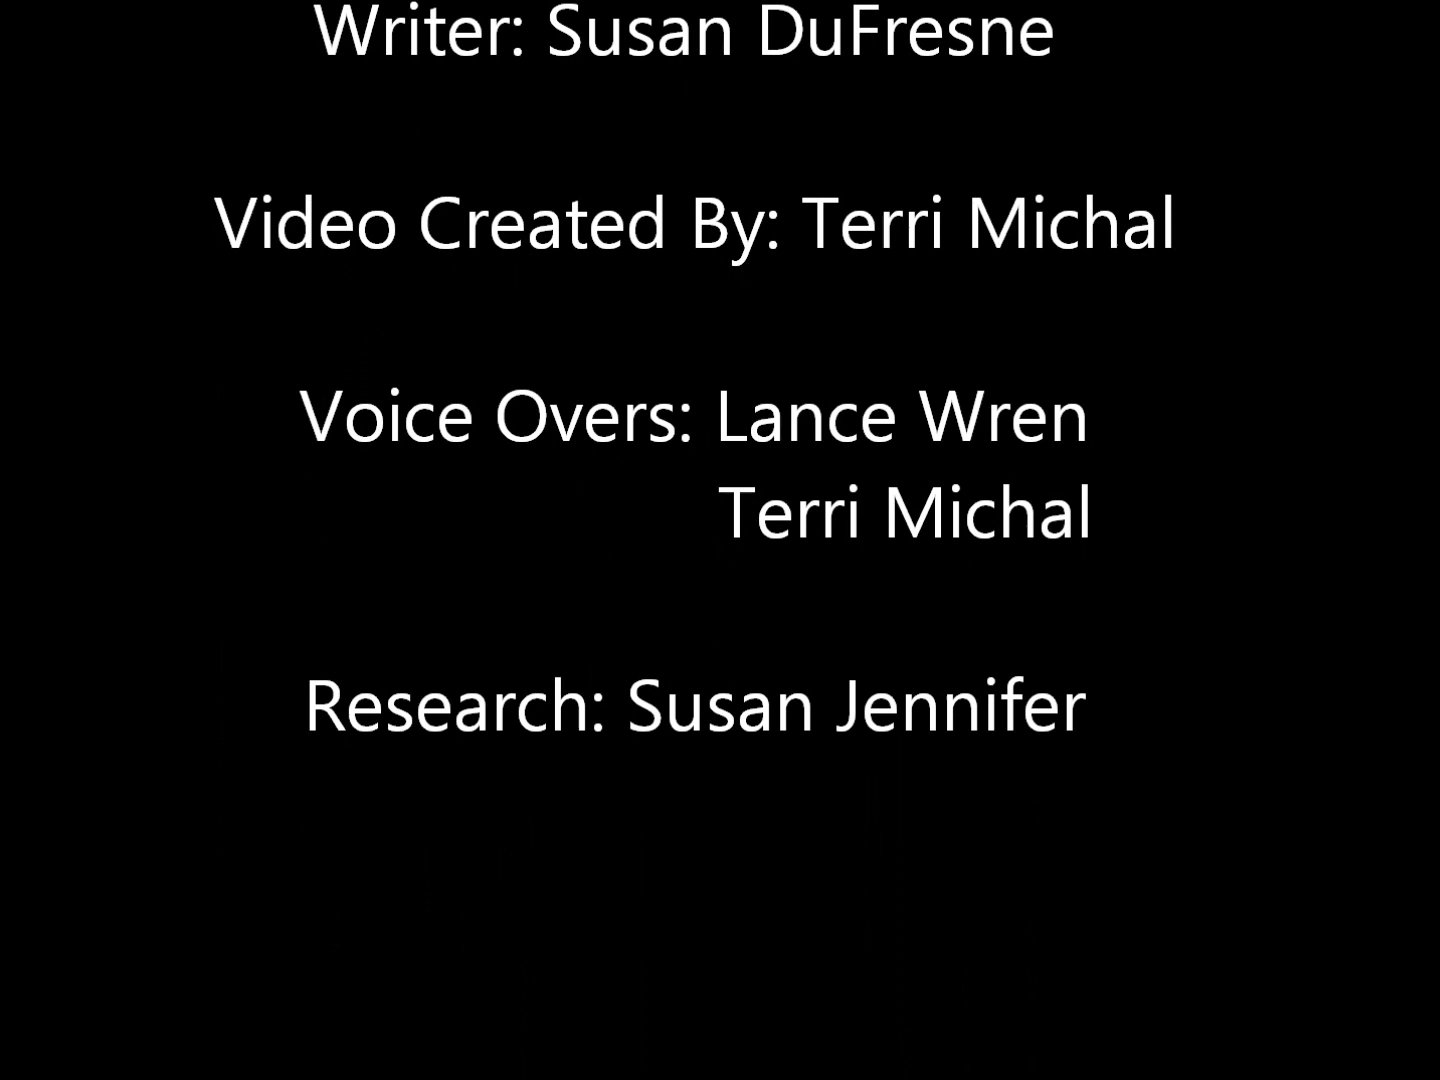 Writer: Susan DuFresne
Video Created By: Terri Michal
Voice Overs: Lance Wren
Terri Michal
Research: Susan Jennifer